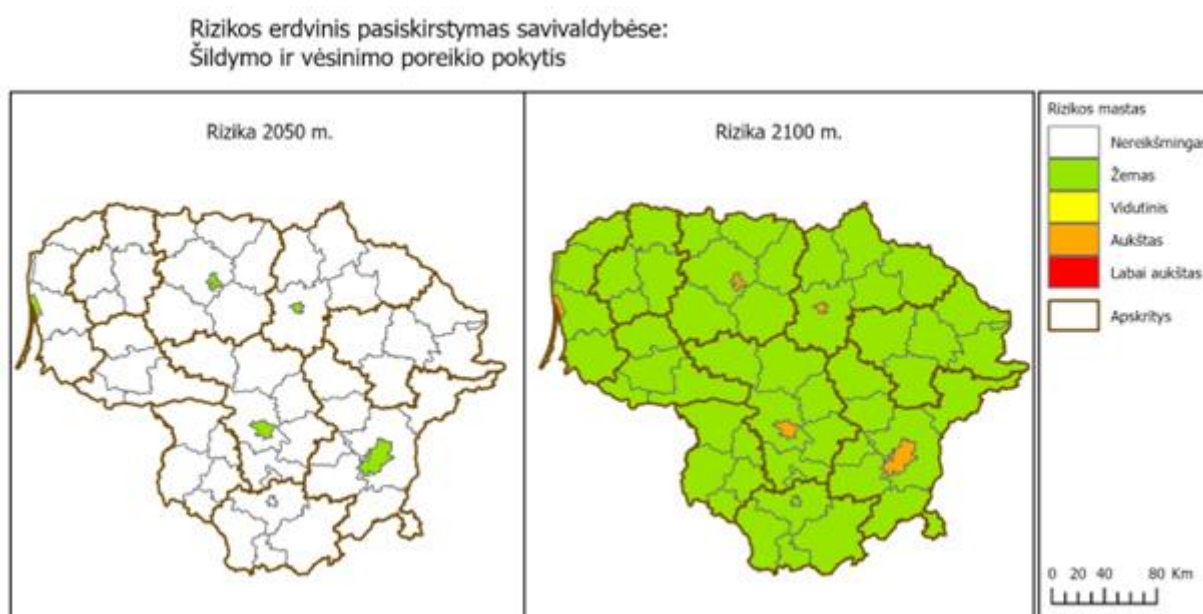 Rizikos erdvinis pasiskirstymas savivaldybėse:
Šildymo ir vėsinimo poreikio pokytis
Rizika 2050 m.
Rizika 2100 m.
Rizikos mastas
Nereikšmingas
Žemas
Vidutinis
Aukštas
Labai aukštas
Apskritys
0 20 40 80 Km